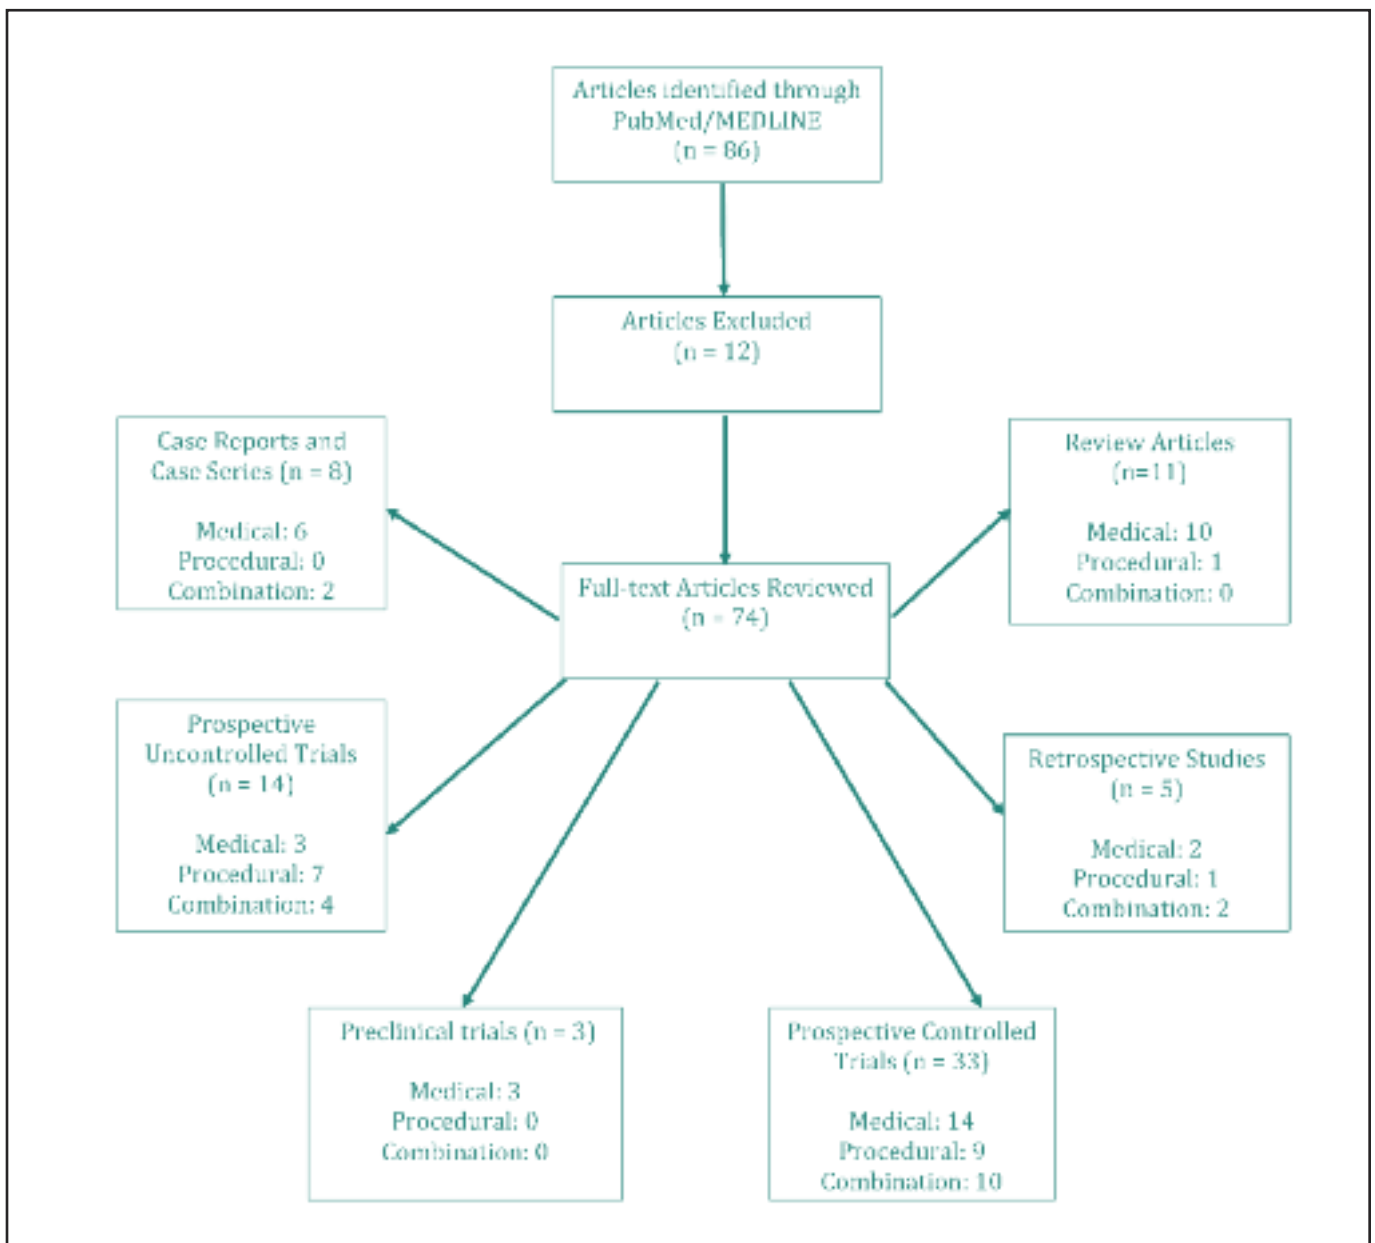 Articles identified through
PubMed/MEDLINE
(n = 86)
Articles Excluded
(n = 12)
Case Reports and
Case Series (n = 8)
Medical: 6
Procedural: 0
Combination: 2
Review Articles
(n=11)
Medical: 10
Procedural: 1
Combination: 0
Full-text Articles Reviewed
(n = 74)
Prospective
Uncontrolled Trials
(n = 14)
Medical: 3
Procedural: 7
Combination: 4
Retrospective Studies
(n = 5)
Medical: 2
Procedural: 1
Combination: 2
Preclinical trials (n = 3)
Medical: 3
Procedural: 0
Combination: 0
Prospective Controlled
Trials (n = 33)
Medical: 14
Procedural: 9
Combination: 10